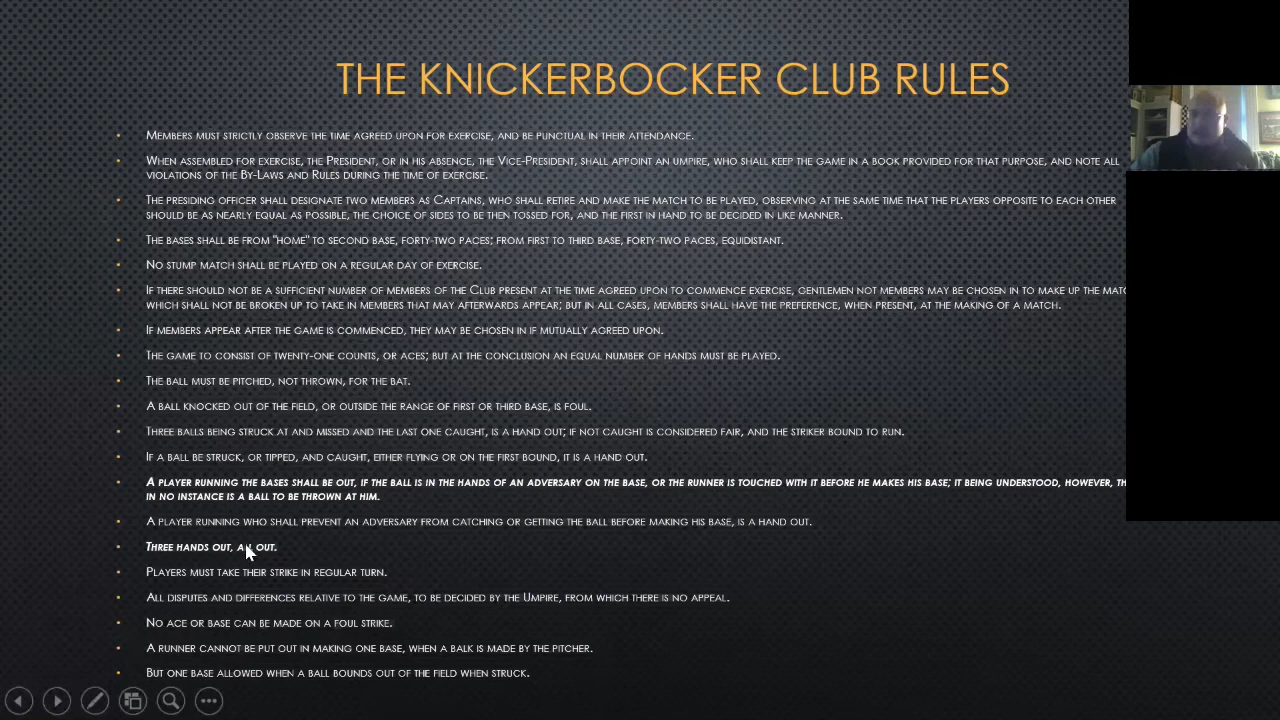 THE KNICKERBOCKER CLUB RULES
• Members must strictly observe the time agreed upon for exercise, and be punctual in their attendance.
• When assembled for exercise, the President, or in his absence, the Vice-President, shall appoint an umpire, who shall keep the game in a book provided for that purpose, and note all
violations of the By-Laws and Rules during the time of exercise.
• The presiding officer shall designate two members as Captains, who shall retire and make the match to be played, observing at the same time that the players opposite to each other
should be as nearly equal as possible, the choice of sides to be then tossed for, and the first in hand to be decided in like manner.
• The bases shall be from "home" to second base, forty-two paces; from first to third base, forty-two paces, equidistant.
• No stump match shall be played on a regular day of exercise.
• If there should not be a sufficient number of members of the Club present at the time agreed upon to commence exercise, gentlemen not members may be chosen in to make up the
which shall not be broken up to take in members that may afterwards appear; but in all cases, members shall have the preference, when present, at the making of a match.
• If members appear after the game is commenced, they may be chosen in if mutually agreed upon.
• The game to consist of twenty-one counts, or aces; but at the conclusion an equal number of hands must be played.
• The ball must be pitched, not thrown, for the bat.
• A ball knocked out of the field, or outside the range of first or third base, is foul.
• Three balls being struck at and missed and the last one caught, is a hand out; if not caught is considered fair, and the striker bound to run.
• If a ball be struck, or tipped, and caught, either flying or on the first bound, it is a hand out.
• A player running the bases shall be out, if the ball is in the hands of an adversary on the base, or the runner is touched with it before he makes his base; it being understood, however,
in no instance is a ball to be thrown at him.
• A player running who shall prevent an adversary from catching or getting the ball before making his base, is a hand out.
• Three hands out, all out.
• Players must take their strike in regular turn.
• All disputes and differences relative to the game, to be decided by the Umpire, from which there is no appeal.
• No ace or base can be made on a foul strike.
• A runner cannot be put out in making one base, when a balk is made by the pitcher.
• But one base allowed when a ball bounds out of the field when struck.